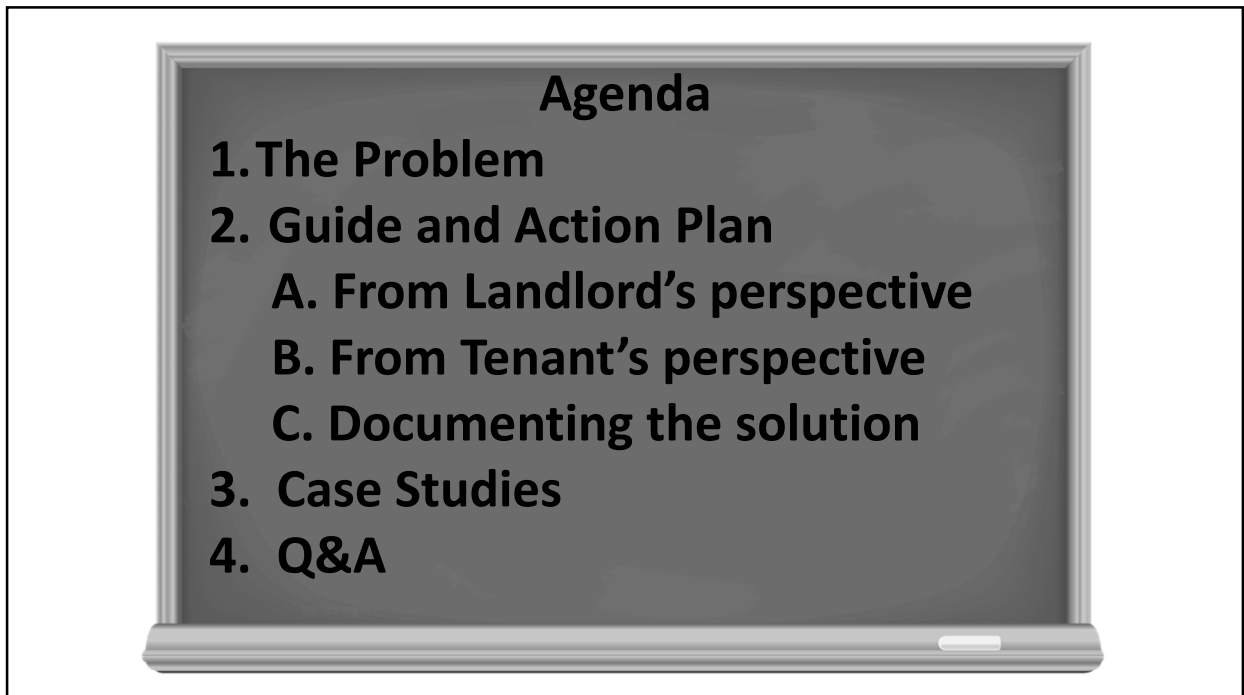 Agenda
1.The Problem
2. Guide and Action Plan
A. From Landlord’s perspective
B. From Tenant’s perspective
C. Documenting the solution
3. Case Studies
4. Q&A